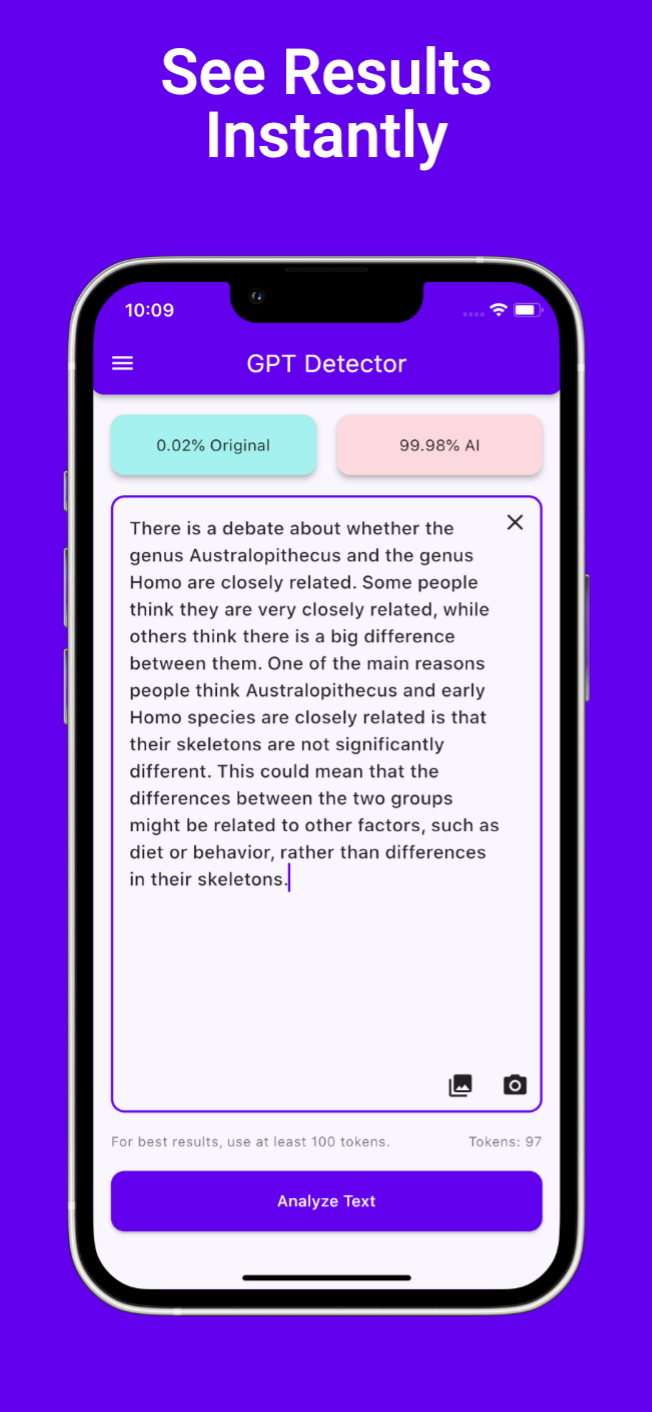 See Results
Instantly
10:09
GPT Detector
0.02% Original
99.98% AI
There is a debate about whether the
genus Australopithecus and the genus
Homo are closely related. Some people
think they are very closely related, while
others think there is a big difference
between them. One of the main reasons
people think Australopithecus and early
Homo species are closely related is that
their skeletons are not significantly
different. This could mean that the
differences between the two groups
might be related to other factors, such as
diet or behavior, rather than differences
in their skeletons.
For best results, use at least 100 tokens.
Tokens: 97
Analyze Text